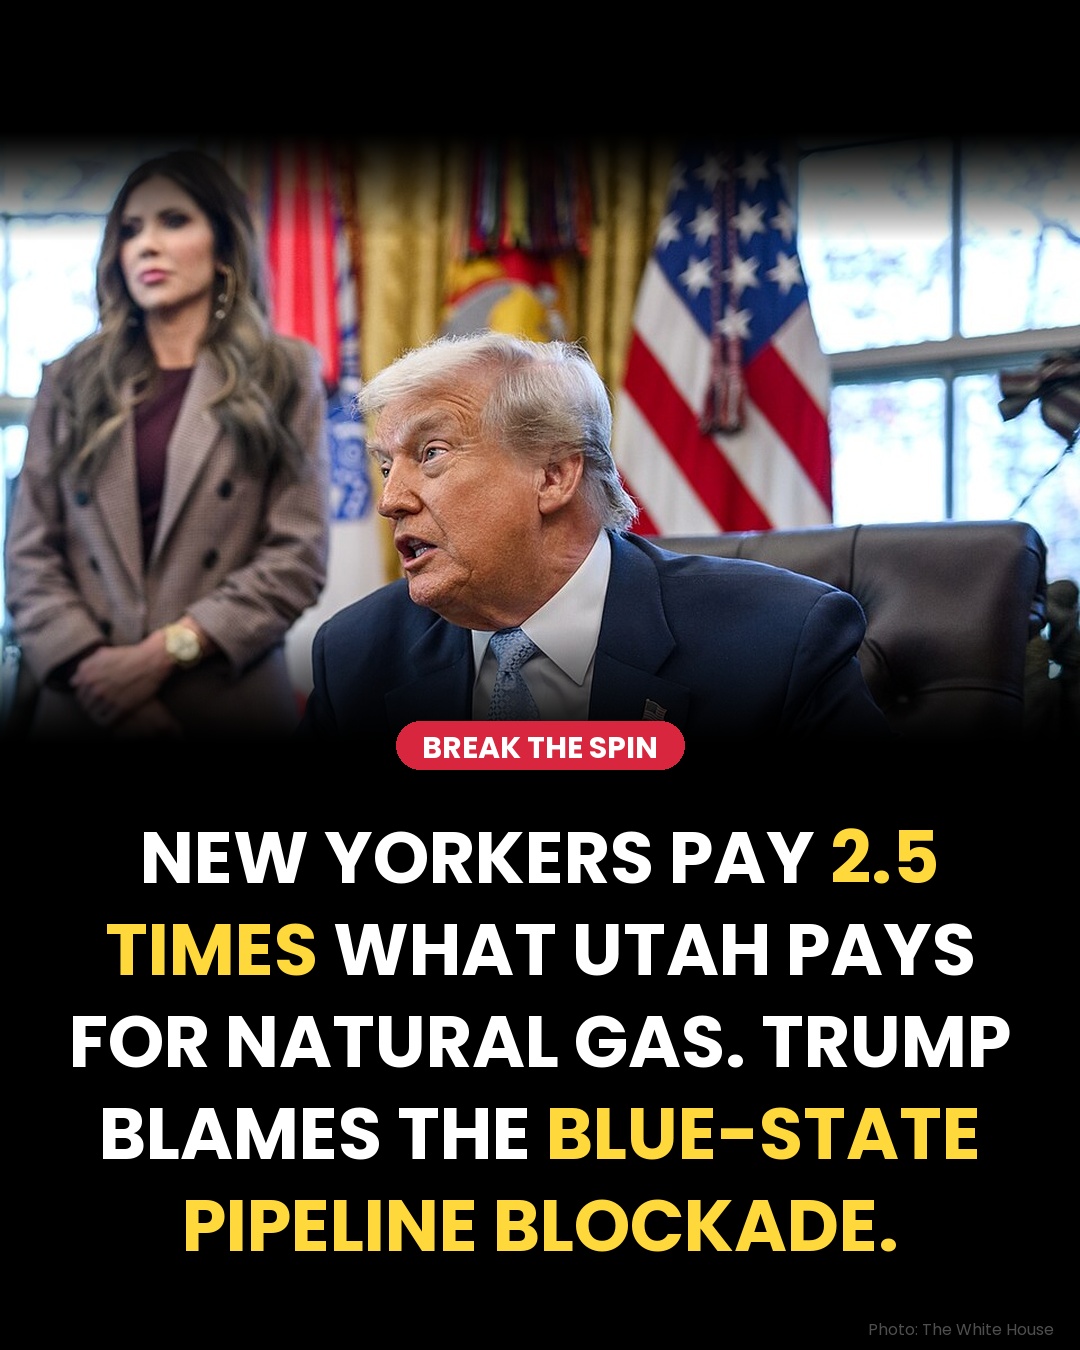 BREAK THE SPIN
NEW YORKERS PAY 2.5
TIMES WHAT UTAH PAYS
FOR NATURAL GAS. TRUMP
BLAMES THE BLUE-STATE
PIPELINE BLOCKADE.
Photo: The White House